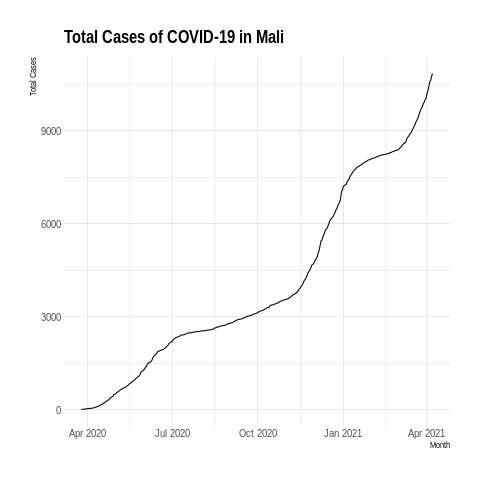 Total Cases of COVID-19 in Mali
Total Cases
9000
6000
3000
0
Apr 2020 Jul 2020 Oct 2020 Jan 2021 Apr 2021
Month